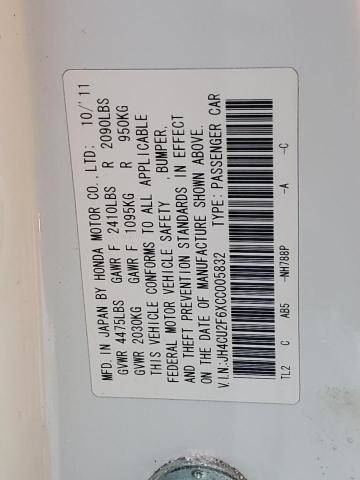 MFD. IN JAPAN BY HONDA MOTOR CO.,LTD: 10/'11
GVWR 4475LBS GAWR F 2410LBS R 2090LBS
GVWR 2030KG GAWR F 1095KG R 950KG
THIS VEHICLE CONFORMS TO ALL APPLICABLE
FEDERAL MOTOR VEHICLE SAFETY ,BUMPER,
AND THEFT PREVENTION STANDARDS IN EFFECT
ON THE DATE OF MANUFACTURE SHOWN ABOVE.
V.I.N:JH4CU2F6XCC005832 TYPE: PASSENGER CAR
TL2 C AB5 -NH788P -A -C